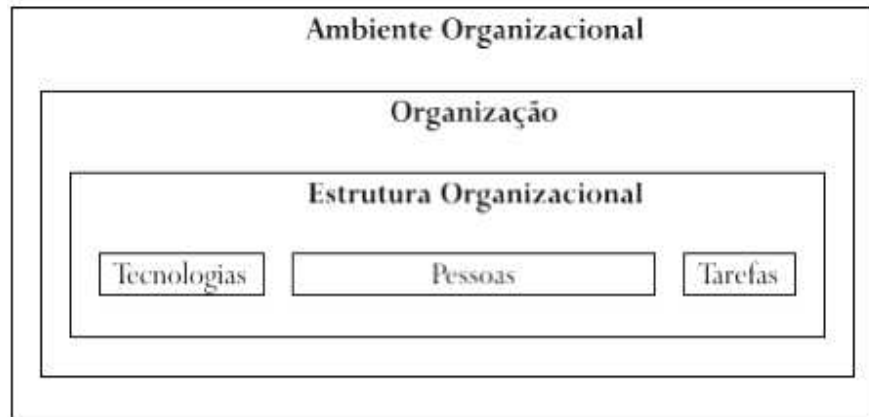 Ambiente Organizacional
Organização
Estrutura Organizacional
Tecnologias Pessoas Tarefas